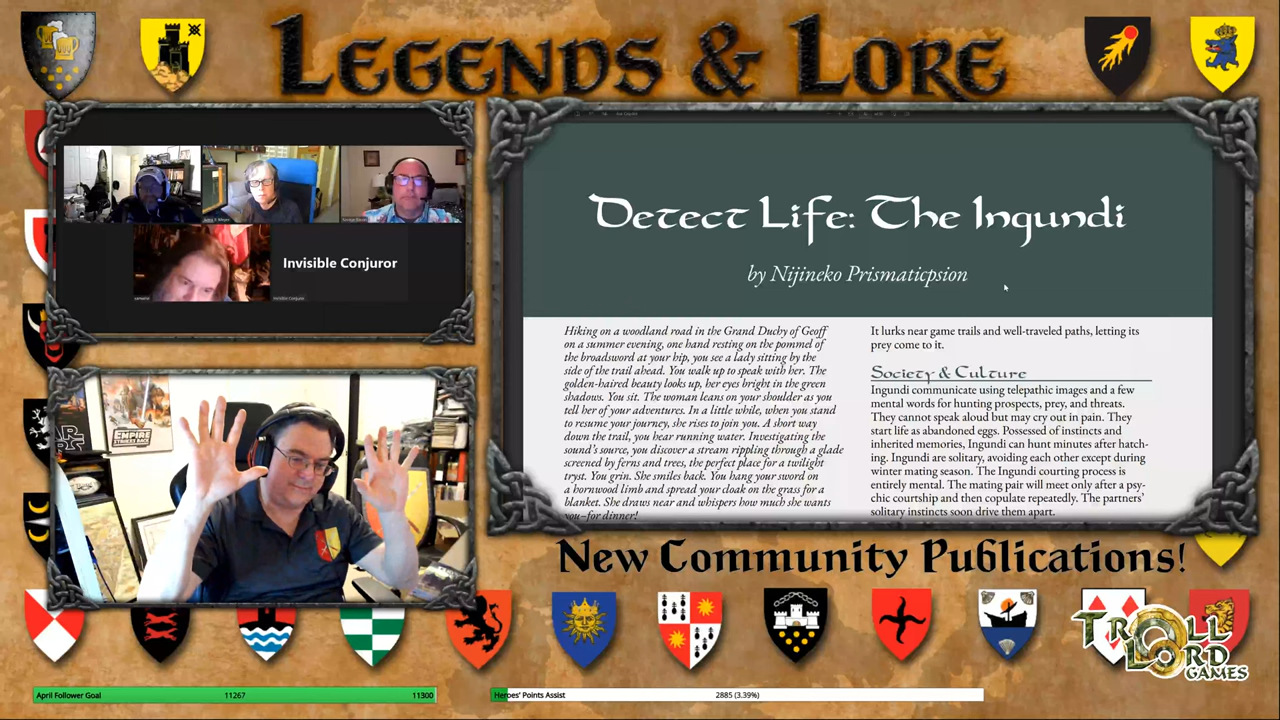 Legends & Lore
Invisible Conjuror
Detect Life: The Ingundi
by Nijineko Prismaticpsion
Hiking on a woodland road in the Grand Duchy of Geoff
on a summer evening, one hand resting on the pommel of
the broadsword at your hip, you see a lady sitting by the
side of the trail ahead. You walk up to speak with her. The
golden-haired beauty looks up, her eyes bright in the green
shadows. You sit. The woman leans on your shoulder as you
tell her of your adventures. In a little while, when you stand
to resume your journey, she rises to join you. A short way
down the trail, you hear running water. Investigating the
sound's source, you discover a stream rippling through a glade
screened by ferns and trees, the perfect place for a twilight
tryst. You grin. She smiles back. You hang your sword on
a hornwood limb and spread your cloak on the grass for a
blanket. She draws near and whispers how much she wants
you–for dinner!
It lurks near game trails and well-traveled paths, letting its
prey come to it.
Society & Culture
Ingundi communicate using telepathic images and a few
mental words for hunting prospects, prey, and threats.
They cannot speak aloud but may cry out in pain. They
start life as abandoned eggs. Possessed of instincts and
inherited memories, Ingundi can hunt minutes after hatch-
ing. Ingundi are solitary, avoiding each other except during
winter mating season. The Ingundi courting process is
entirely mental. The mating pair will meet only after a psy-
chic courtship and then copulate repeatedly. The partners'
solitary instincts soon drive them apart.
STAR
WARS
EMPIRE
STRIKES
BACK
New Community Publications!
Troll
Lord
Games
April Follower Goal 11267 11300
Heroes' Points Assist 2885 (3.39%)